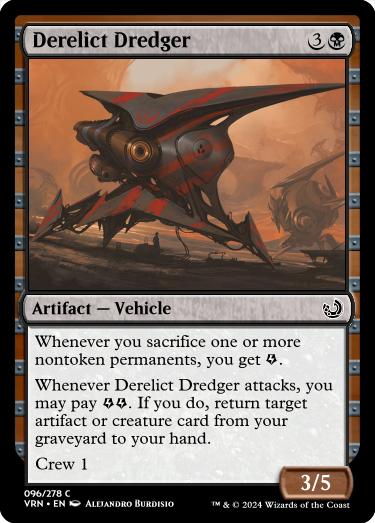 Derelict Dredger 3
Artifact — Vehicle
Whenever you sacrifice one or more
nontoken permanents, you get .
Whenever Derelict Dredger attacks, you
may pay . If you do, return target
artifact or creature card from your
graveyard to your hand.
Crew 1
3/5
096/278 C
VRN • EN Alejandro Burdisio ™ & © 2024 Wizards of the Coast